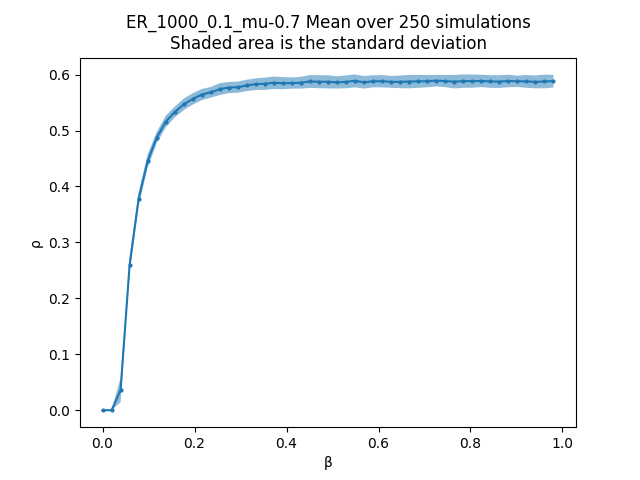 ER_1000_0.1_mu-0.7 Mean over 250 simulations
Shaded area is the standard deviation
0.6
0.5
0.4
0.3
0.2
0.1
0.0
ρ
0.0 0.2 0.4 0.6 0.8 1.0
β